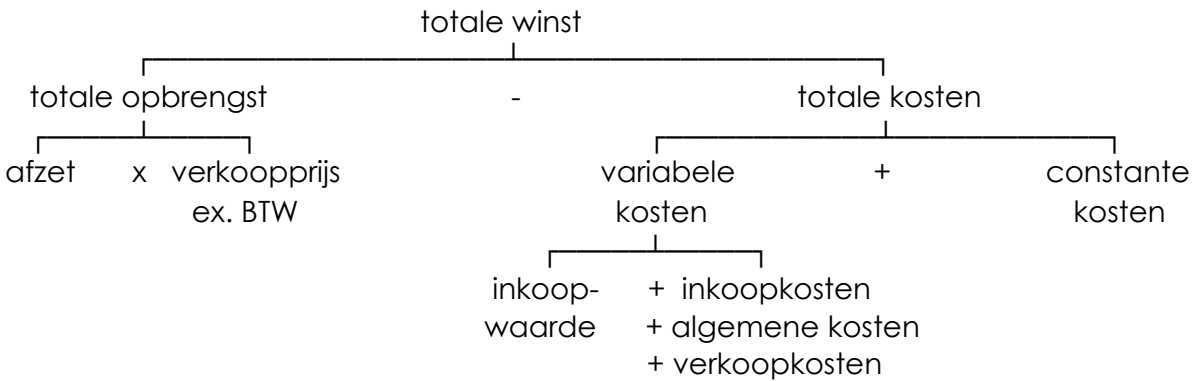 totale winst
totale opbrengst - totale kosten
afzet x verkoopprijs variabele + constante
ex. BTW kosten kosten
inkoop- + inkoopkosten
waarde + algemene kosten
+ verkoopkosten